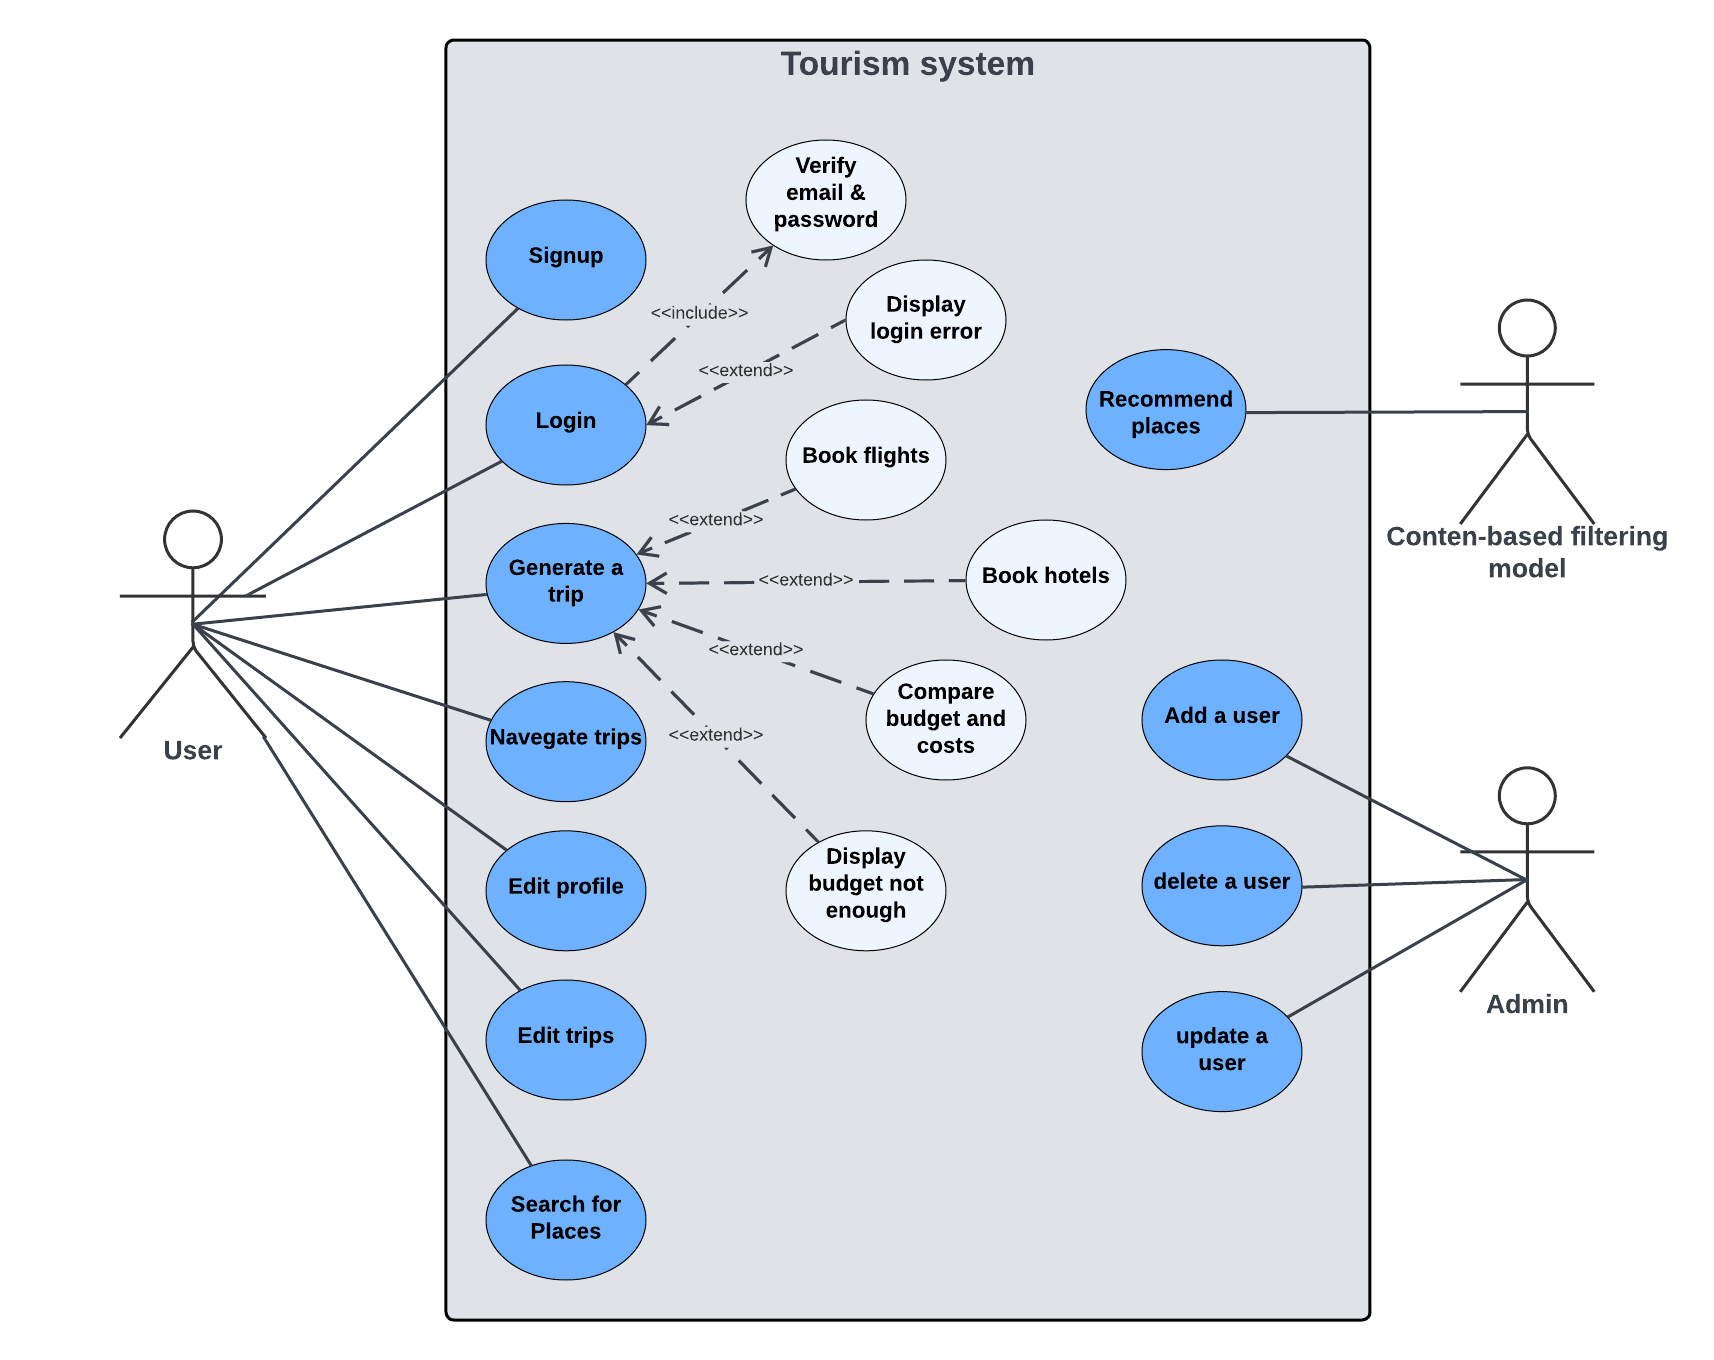 Tourism system
Verify
email &
password
Signup
Display
login error
<<include>>
<<extend>>
Login
Recommend
places
Book flights
<<extend>>
Conten-based filtering
model
Generate a
trip
Book hotels
<<extend>>
<<extend>>
Compare
budget and
costs
Add a user
<<extend>>
Navegate trips
User
Display
budget not
enough
Edit profile
delete a user
Admin
Edit trips
update a
user
Search for
Places